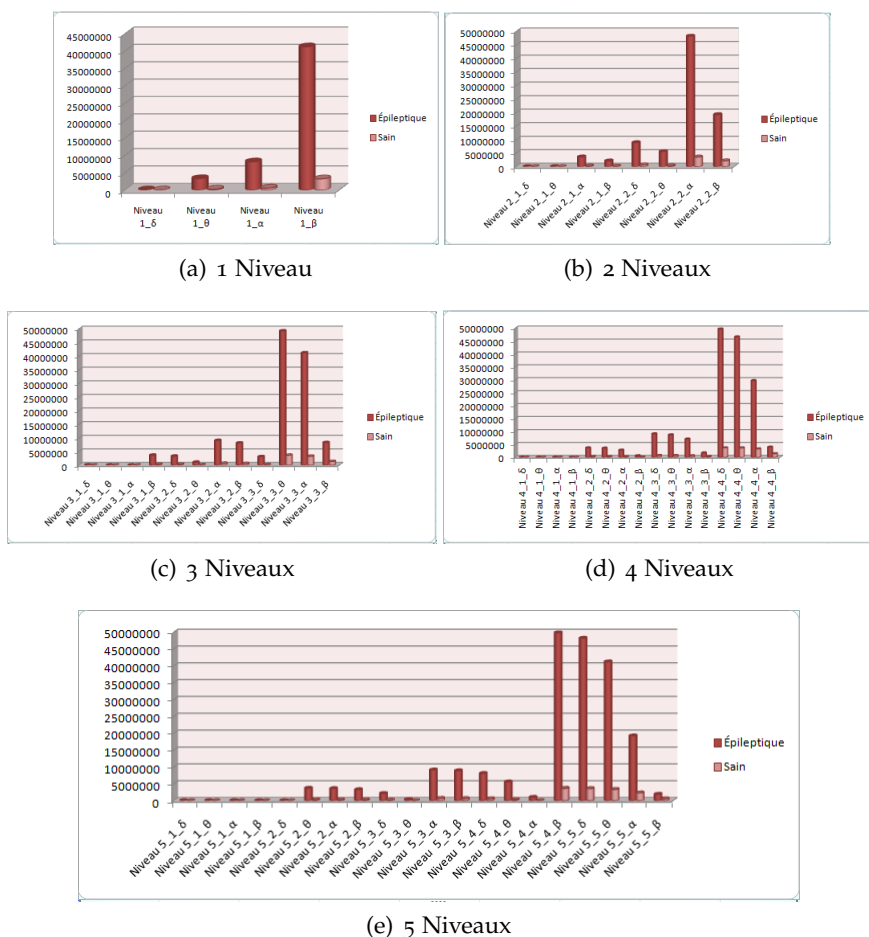 45000000
40000000
35000000
30000000
25000000
20000000
15000000
10000000
5000000
0
Niveau 1_δ
Niveau 1_θ
Niveau 1_α
Niveau 1_β
Épileptique
Sain
(a) 1 Niveau
50000000
45000000
40000000
35000000
30000000
25000000
20000000
15000000
10000000
5000000
0
Niveau 2_1_δ
Niveau 2_1_θ
Niveau 2_1_α
Niveau 2_1_β
Niveau 2_2_δ
Niveau 2_2_θ
Niveau 2_2_α
Niveau 2_2_β
Épileptique
Sain
(b) 2 Niveaux
50000000
45000000
40000000
35000000
30000000
25000000
20000000
15000000
10000000
5000000
0
Niveau 3_1_δ
Niveau 3_1_θ
Niveau 3_1_α
Niveau 3_1_β
Niveau 3_2_δ
Niveau 3_2_θ
Niveau 3_2_α
Niveau 3_2_β
Niveau 3_3_δ
Niveau 3_3_θ
Niveau 3_3_α
Niveau 3_3_β
Épileptique
Sain
(c) 3 Niveaux
50000000
45000000
40000000
35000000
30000000
25000000
20000000
15000000
10000000
5000000
0
Niveau 4_1_δ
Niveau 4_1_θ
Niveau 4_1_α
Niveau 4_1_β
Niveau 4_2_δ
Niveau 4_2_θ
Niveau 4_2_α
Niveau 4_2_β
Niveau 4_3_δ
Niveau 4_3_θ
Niveau 4_3_α
Niveau 4_3_β
Niveau 4_4_δ
Niveau 4_4_θ
Niveau 4_4_α
Niveau 4_4_β
Épileptique
Sain
(d) 4 Niveaux
50000000
45000000
40000000
35000000
30000000
25000000
20000000
15000000
10000000
5000000
0
Niveau 5_1_δ
Niveau 5_1_θ
Niveau 5_1_α
Niveau 5_1_β
Niveau 5_2_δ
Niveau 5_2_θ
Niveau 5_2_α
Niveau 5_2_β
Niveau 5_3_δ
Niveau 5_3_θ
Niveau 5_3_α
Niveau 5_3_β
Niveau 5_4_δ
Niveau 5_4_θ
Niveau 5_4_α
Niveau 5_4_β
Niveau 5_5_δ
Niveau 5_5_θ
Niveau 5_5_α
Niveau 5_5_β
Épileptique
Sain
(e) 5 Niveaux